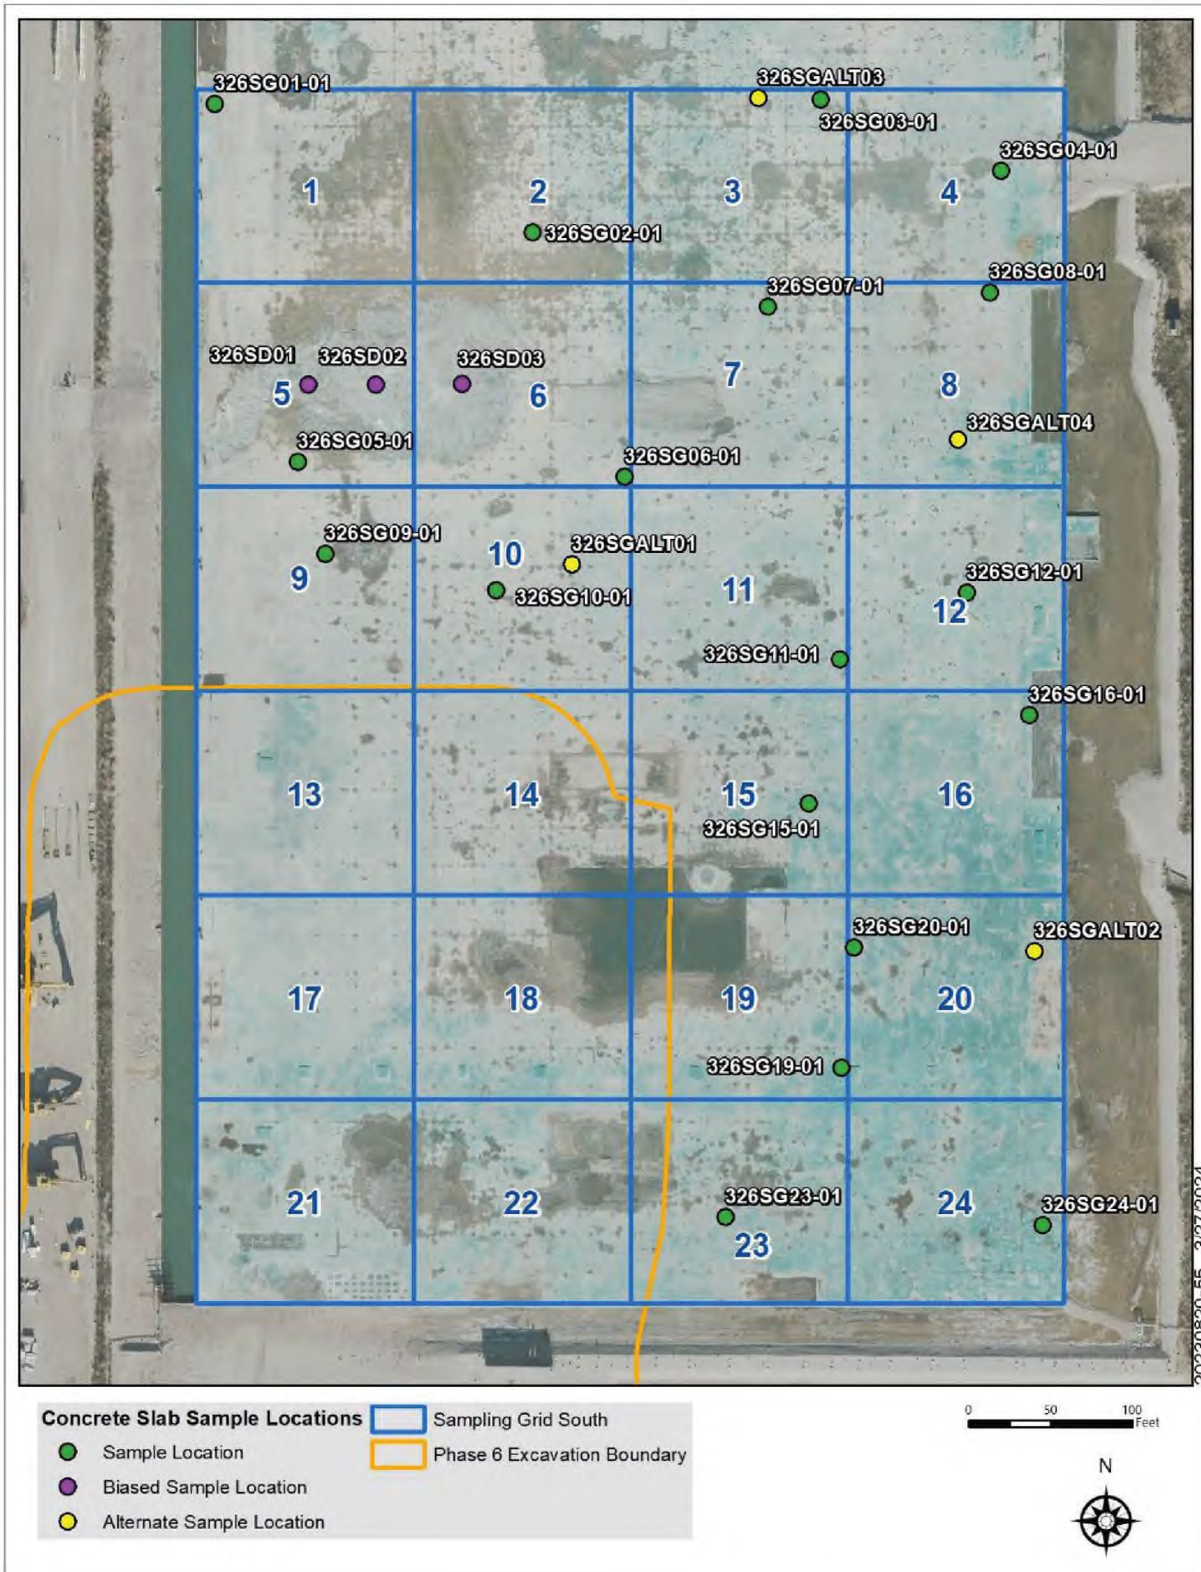 326SG01-01
326SGALT03
326SG03-01
326SG04-01
1
2
3
4
326SG02-01
326SG08-01
326SG07-01
326SD01
326SD02
326SD03
5
6
7
8
326SGALT04
326SG05-01
326SG06-01
326SG09-01
326SGALT01
9
10
11
326SG12-01
12
326SG10-01
326SG11-01
326SG16-01
13
14
15
16
326SG15-01
326SG20-01
326SGALT02
17
18
19
20
326SG19-01
326SG23-01
326SG24-01
21
22
23
24
Concrete Slab Sample Locations
Sample Location
Biased Sample Location
Alternate Sample Location
Sampling Grid South
Phase 6 Excavation Boundary
0 50 100
Feet
N